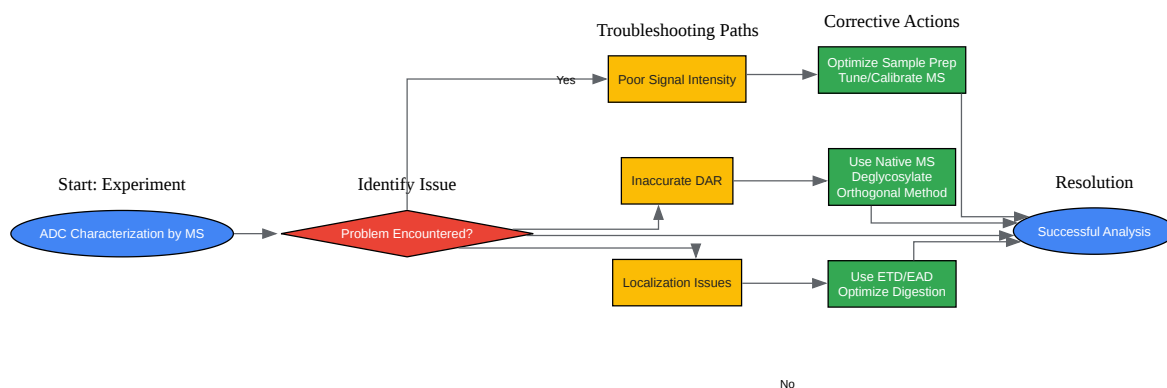 Troubleshooting Paths
Corrective Actions
Yes
Poor Signal Intensity
Optimize Sample Prep
Tune/Calibrate MS
Start: Experiment
Identify Issue
Inaccurate DAR
Use Native MS
Deglycosylate
Orthogonal Method
Resolution
ADC Characterization by MS
Problem Encountered?
Successful Analysis
Localization Issues
Use ETD/EAD
Optimize Digestion
No